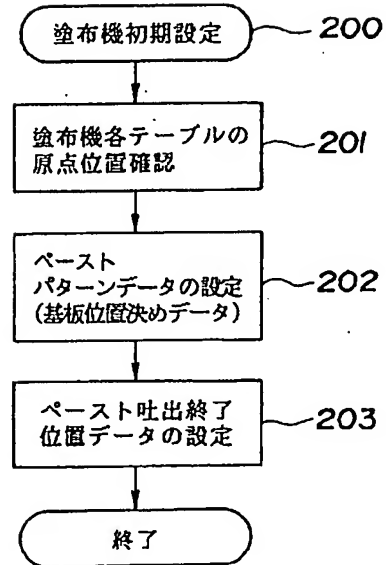 塗布機初期設定
200
塗布機各テーブルの
原点位置確認
201
ペースト
パターンデータの設定
(基板位置決めデータ)
202
ペースト吐出終了
位置データの設定
203
終了